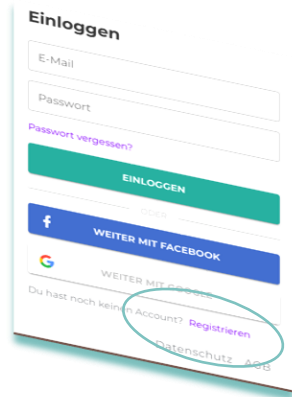 Einloggen
E-Mail
Passwort
Passwort vergessen?
EINLOGGEN
ODER
WEITER MIT FACEBOOK
WEITER MIT GOOGLE
Du hast noch keinen Account? Registrieren
Datenschutz AGB